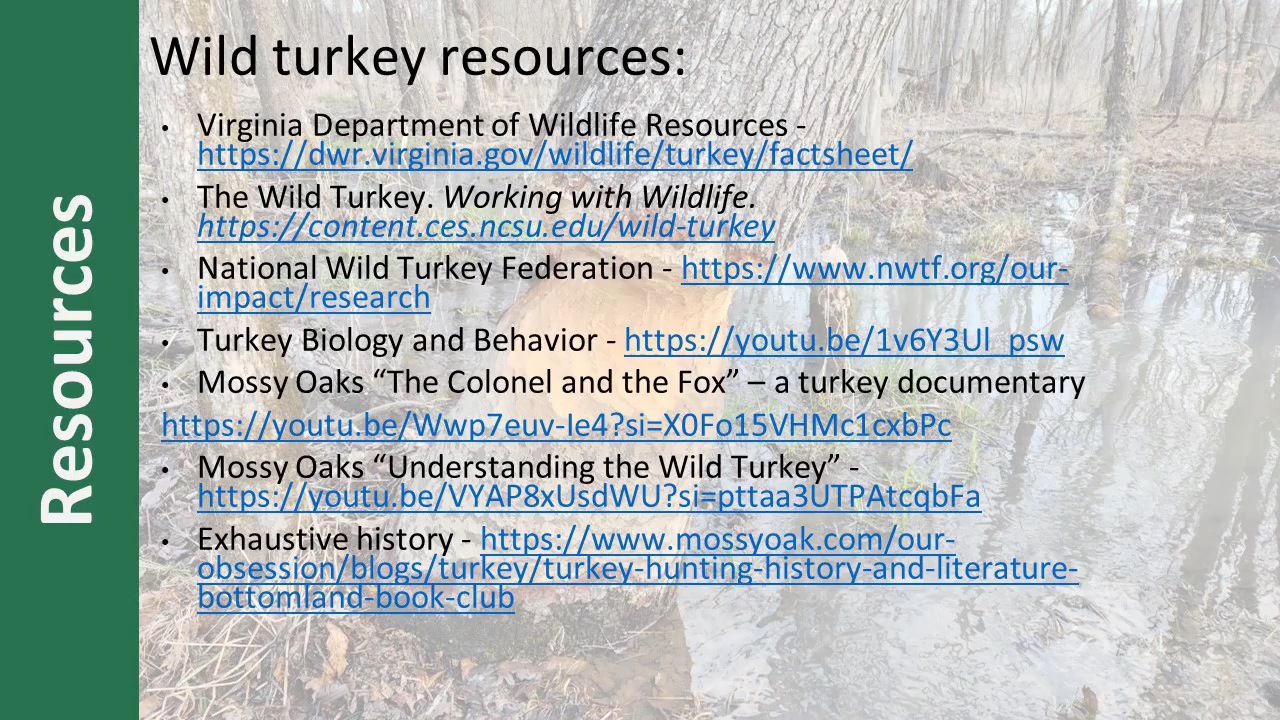 Resources
Wild turkey resources:
• Virginia Department of Wildlife Resources -
https://dwr.virginia.gov/wildlife/turkey/factsheet/
• The Wild Turkey. Working with Wildlife.
https://content.ces.ncsu.edu/wild-turkey
• National Wild Turkey Federation - https://www.nwtf.org/our-
impact/research
• Turkey Biology and Behavior - https://youtu.be/1v6Y3Ul_psw
• Mossy Oaks “The Colonel and the Fox” – a turkey documentary
https://youtu.be/Wwp7euv-Ie4?si=X0Fo15VHMc1cxbPc
• Mossy Oaks “Understanding the Wild Turkey” -
https://youtu.be/VYAP8xUsdWU?si=pttaa3UTPAtcqbFa
• Exhaustive history - https://www.mossyoak.com/our-
obsession/blogs/turkey/turkey-hunting-history-and-literature-
bottomland-book-club